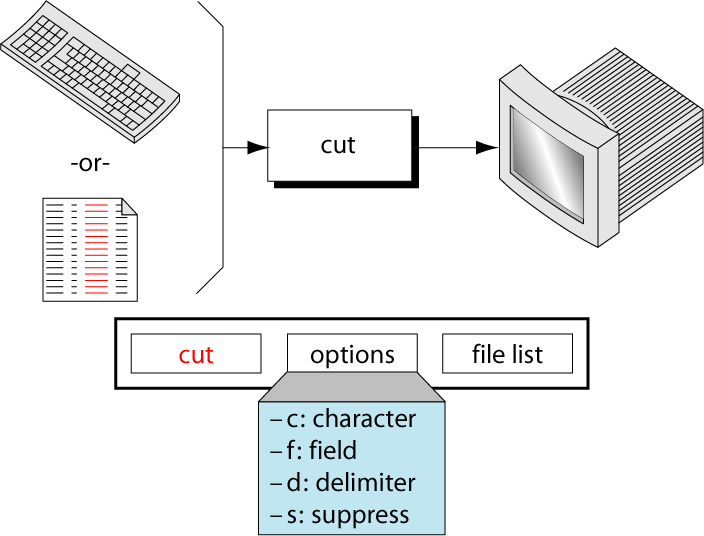 -or-
cut
cut
options
file list
– c: character
– f: field
– d: delimiter
– s: suppress